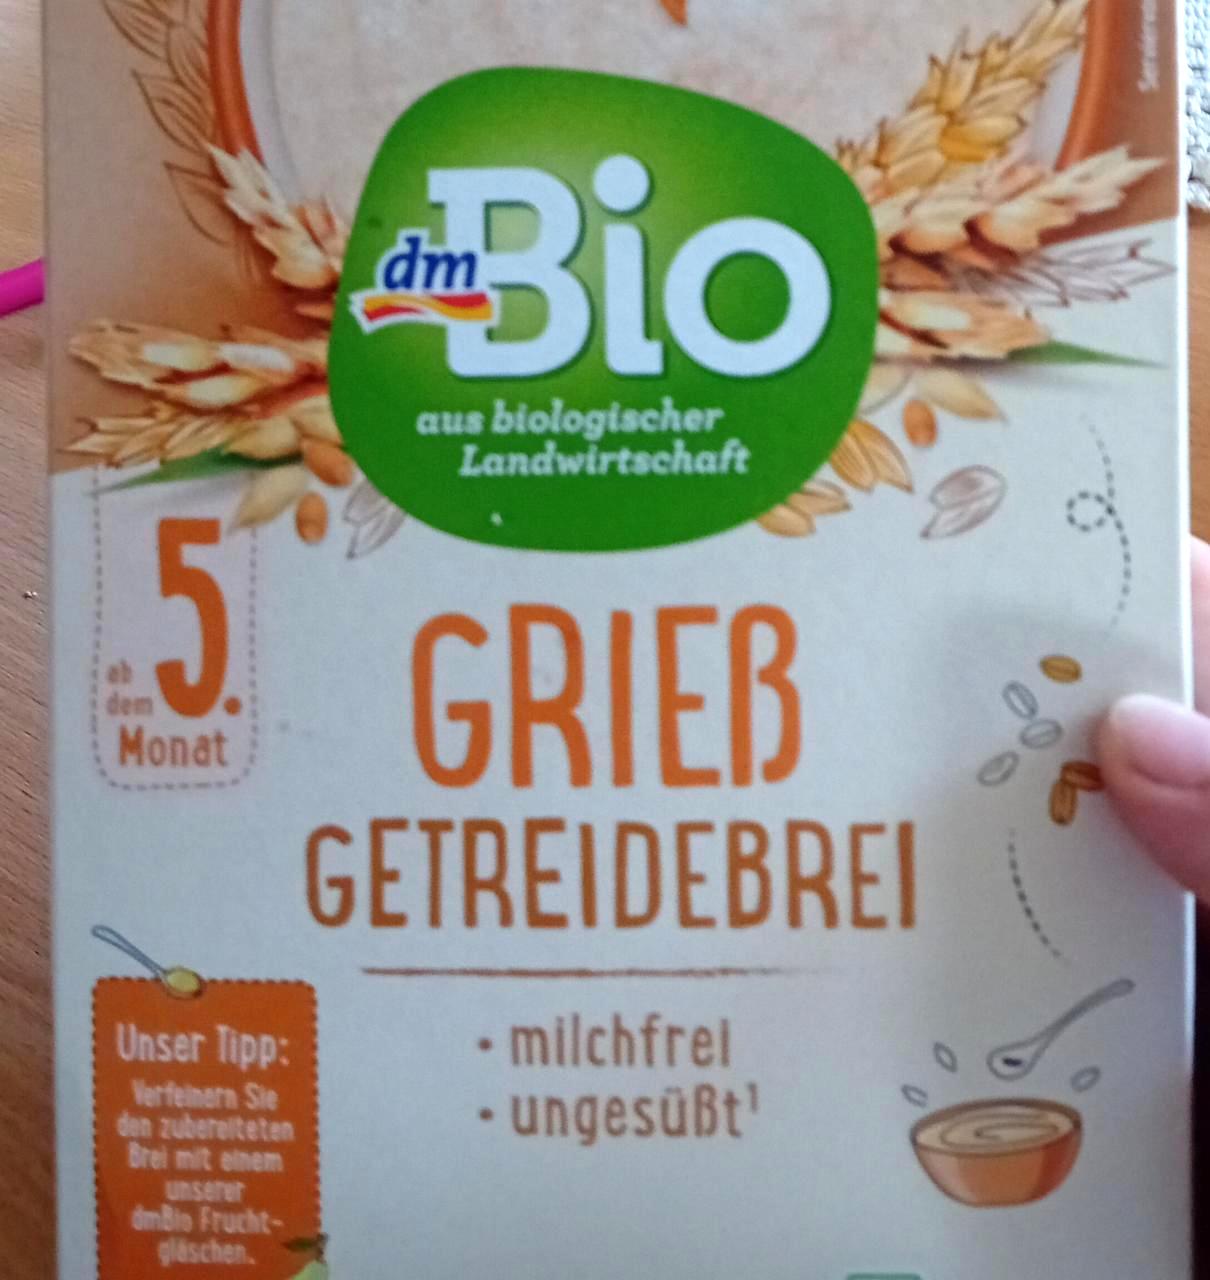 dm
Bio
aus biologischer
Landwirtschaft
ab
dem
5.
Monat
GRIEß
GETREIDEBREI
• milchfrei
• ungesüßt¹
Unser Tipp:
Verfeinern Sie
den zubereiteten
Brei mit einem
unserer
dmBio Frucht-
gläschen.